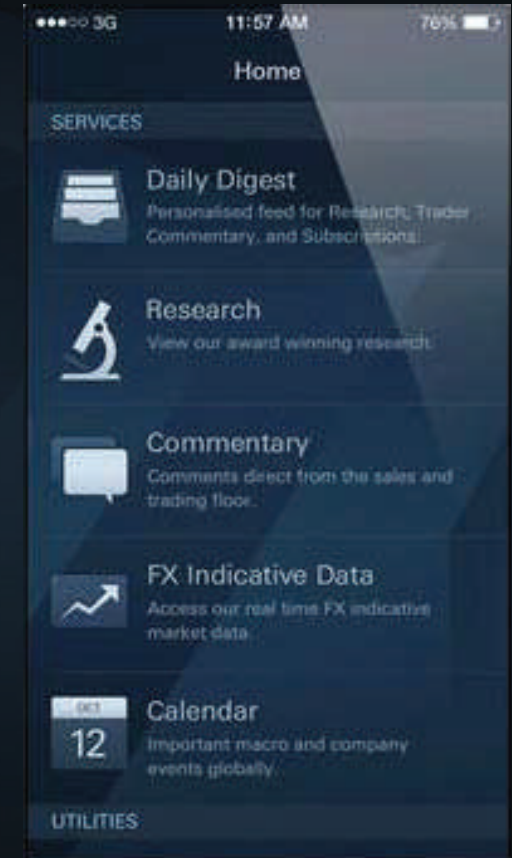 3G 11:57 AM 76%
Home
SERVICES
Daily Digest
Personalised feed for Research, Trader
Commentary, and Subscriptions.
Research
View our award winning research.
Commentary
Comments direct from the sales and
trading floor.
FX Indicative Data
Access our real time FX indicative
market data.
OCT
12
Calendar
Important macro and company
events globally.
UTILITIES